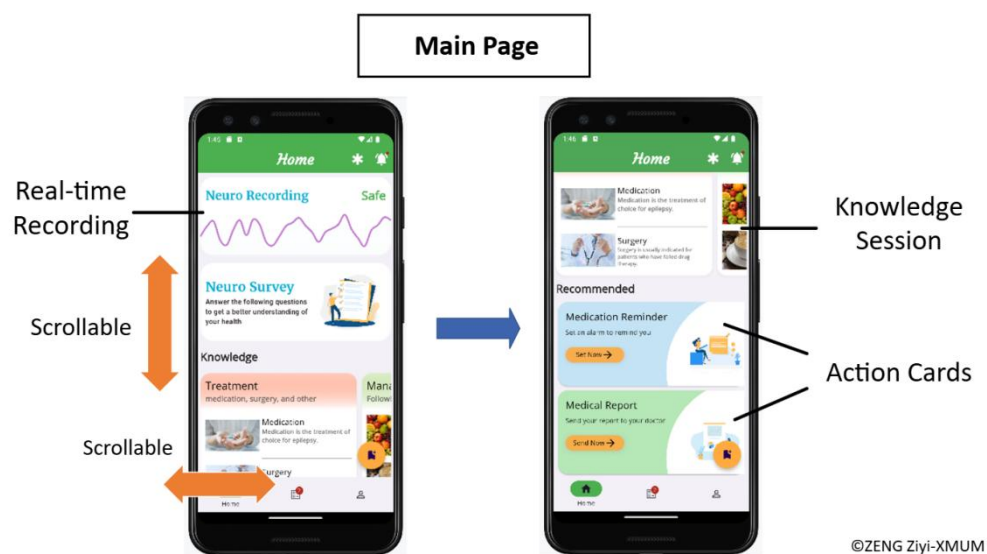 Main Page
Real-time
Recording
Scrollable
Scrollable
1:45
Home
Neuro Recording
Safe
Neuro Survey
Answer the following questions
to get a better understanding of
your health
Knowledge
Treatment
medication, surgery, and other
Mana
Followi
Medication
Medication is the treatment of
choice for epilepsy.
Surgery
Home
1:46
Home
Medication
Medication is the treatment of
choice for epilepsy.
Surgery
Surgery is usually indicated for
patients who have failed drug
therapy.
Recommended
Medication Reminder
Set an alarm to remind you
Set Now →
Medical Report
Send your report to your doctor
Send Now →
Home
Knowledge
Session
Action Cards
©ZENG Ziyi-XMUM